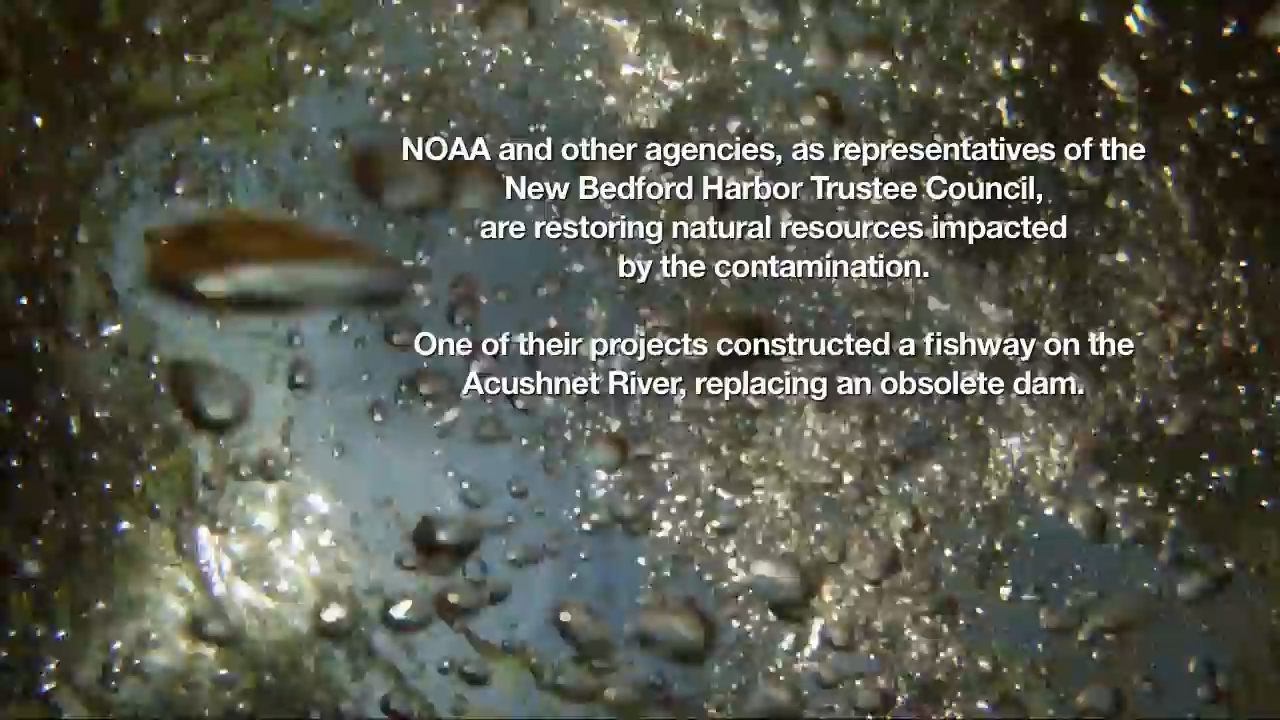 NOAA and other agencies, as representatives of the
New Bedford Harbor Trustee Council,
are restoring natural resources impacted
by the contamination.
One of their projects constructed a fishway on the
Acushnet River, replacing an obsolete dam.